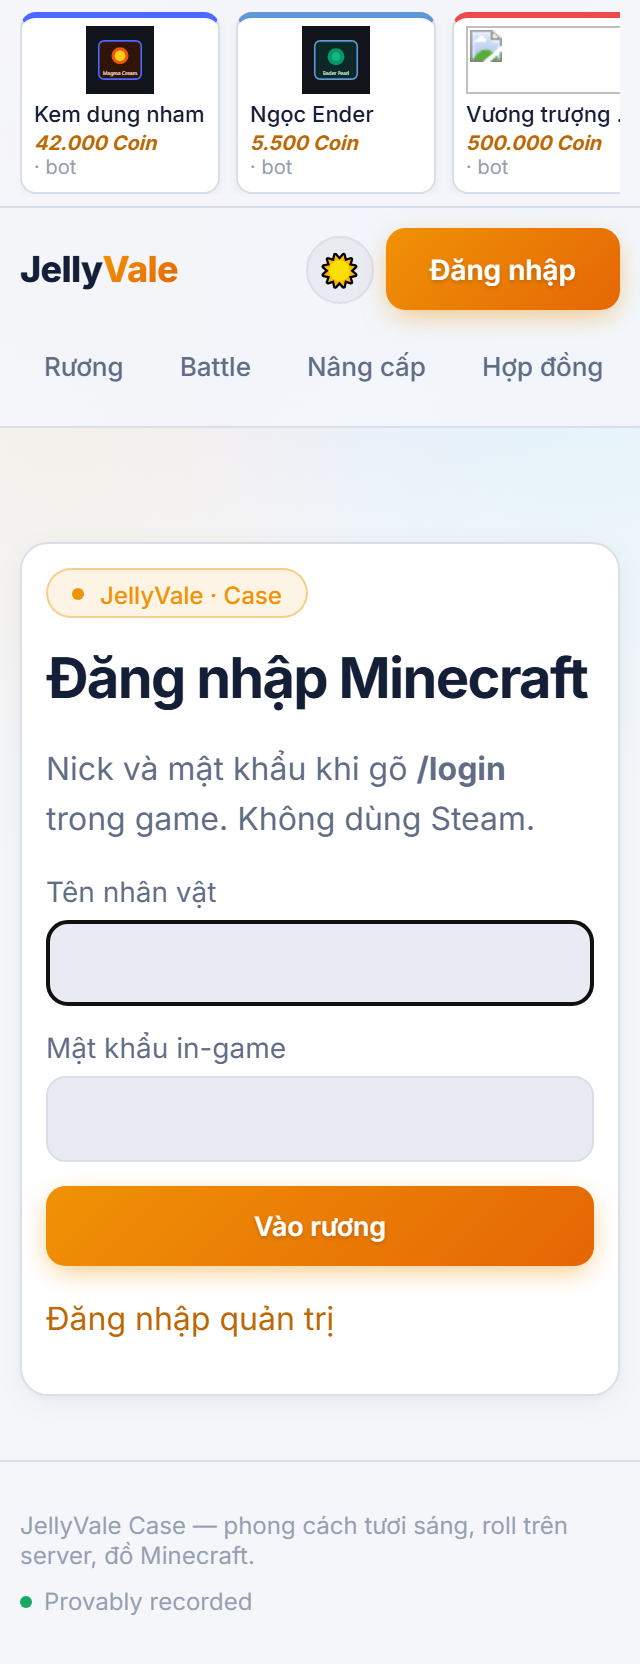 Magma Cream
Kem dung nham
42.000 Coin
· bot
Ender Pearl
Ngọc Ender
5.500 Coin
· bot
Vương trượng .
500.000 Coin
· bot
JellyVale
Đăng nhập
Rương
Battle
Nâng cấp
Hợp đồng
JellyVale · Case
Đăng nhập Minecraft
Nick và mật khẩu khi gõ /login
trong game. Không dùng Steam.
Tên nhân vật
Mật khẩu in-game
Vào rương
Đăng nhập quản trị
JellyVale Case — phong cách tươi sáng, roll trên
server, đồ Minecraft.
Provably recorded